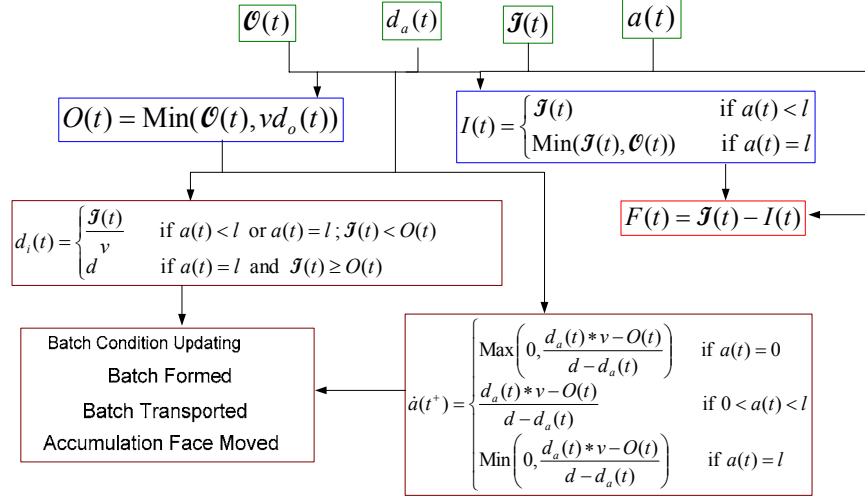 𝓞(t) d_a(t) 𝓘(t) a(t)
O(t) = Min(𝓞(t), vd_o(t))
I(t) = { 𝓘(t) if a(t) < l
Min(𝓘(t), 𝓞(t)) if a(t) = l
F(t) = 𝓘(t) − I(t)
d_i(t) = { 𝓘(t)/v if a(t) < l or a(t) = l ; 𝓘(t) < O(t)
d if a(t) = l and 𝓘(t) ≥ O(t)
Batch Condition Updating
Batch Formed
Batch Transported
Accumulation Face Moved
ȧ(t⁺) = { Max(0, (d_a(t) * v − O(t))/(d − d_a(t))) if a(t) = 0
(d_a(t) * v − O(t))/(d − d_a(t)) if 0 < a(t) < l
Min(0, (d_a(t) * v − O(t))/(d − d_a(t))) if a(t) = l